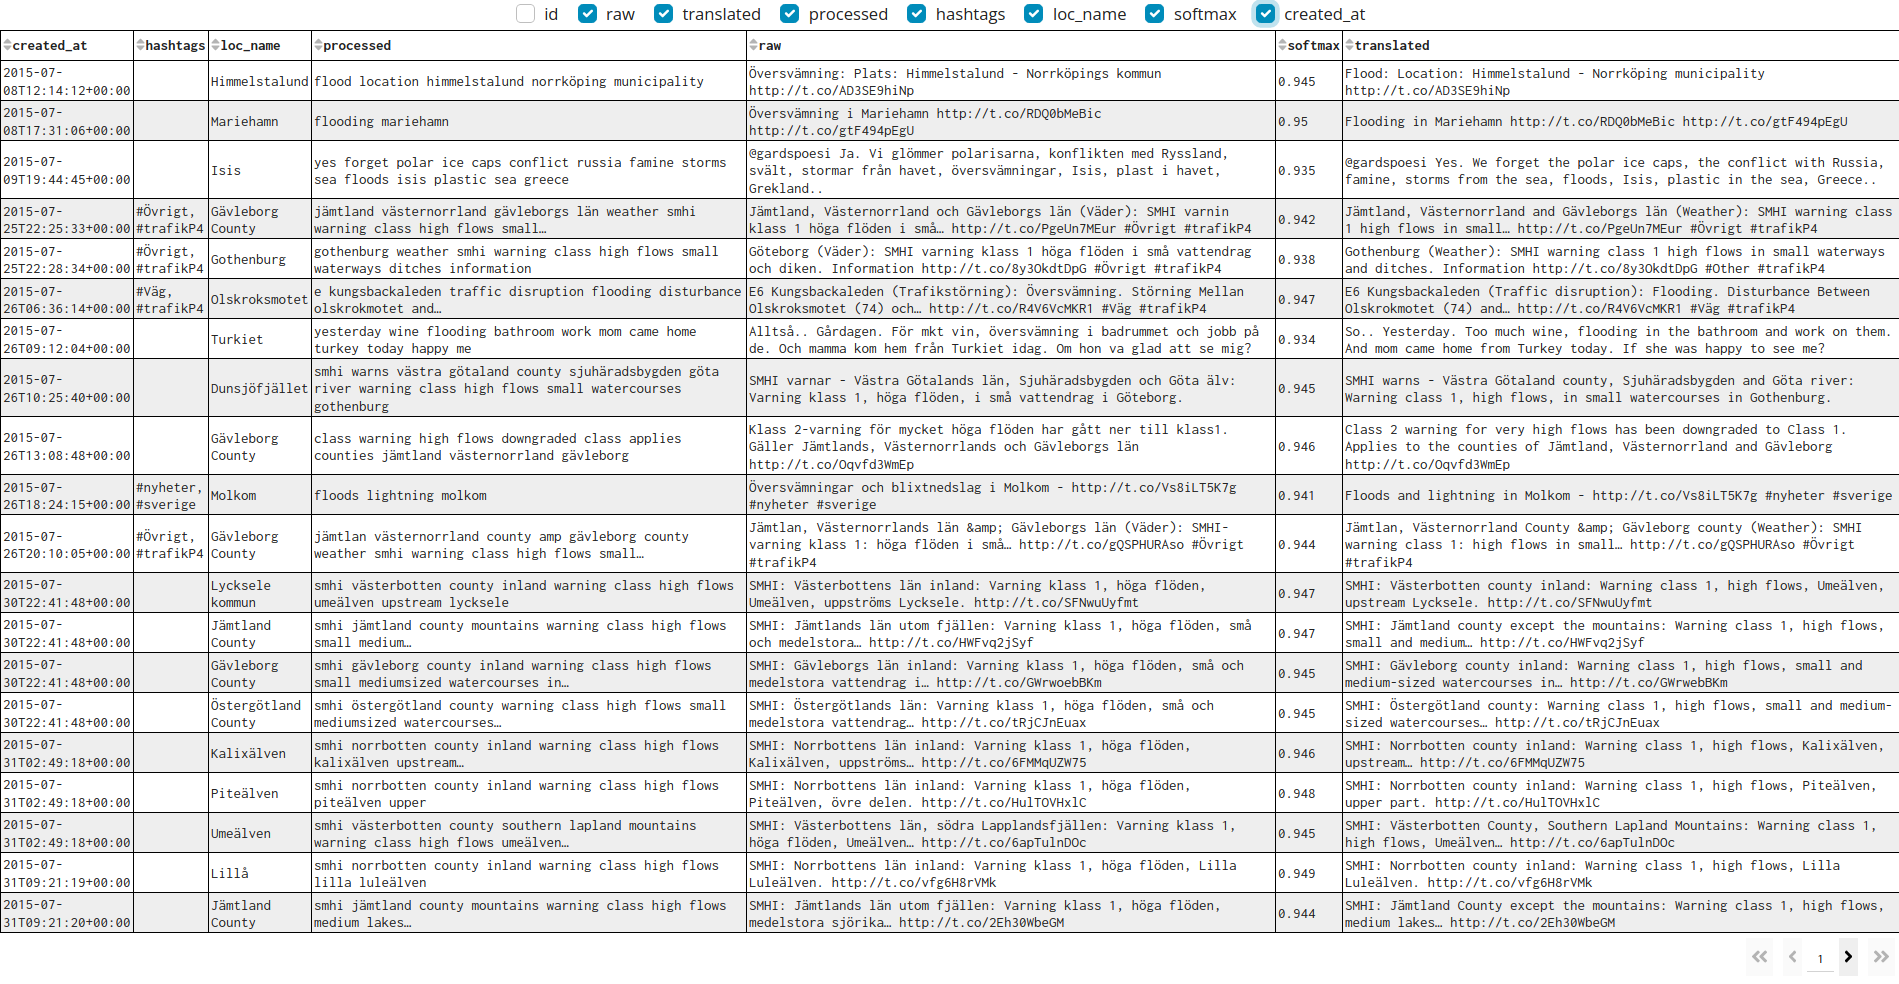 id raw translated processed hashtags loc_name softmax created_at
created_at hashtags loc_name processed raw softmax translated
2015-07-
08T12:14:12+00:00
Himmelstalund
flood location himmelstalund norrköping municipality
Översvämning: Plats: Himmelstalund - Norrköpings kommun
http://t.co/AD3SE9hiNp
0.945
Flood: Location: Himmelstalund - Norrköping municipality
http://t.co/AD3SE9hiNp
2015-07-
08T17:31:06+00:00
Mariehamn
flooding mariehamn
Översvämning i Mariehamn http://t.co/RDQ0bMeBic
http://t.co/gtF494pEgU
0.95
Flooding in Mariehamn http://t.co/RDQ0bMeBic http://t.co/gtF494pEgU
2015-07-
09T19:44:45+00:00
Isis
yes forget polar ice caps conflict russia famine storms
sea floods isis plastic sea greece
@gardspoesi Ja. Vi glömmer polarisarna, konflikten med Ryssland,
svält, stormar från havet, översvämningar, Isis, plast i havet,
Grekland..
0.935
@gardspoesi Yes. We forget the polar ice caps, the conflict with Russia,
famine, storms from the sea, floods, Isis, plastic in the sea, Greece..
2015-07-
25T22:25:33+00:00
#Övrigt,
#trafikP4
Gävleborg
County
jämtland västernorrland gävleborgs län weather smhi
warning class high flows small…
Jämtland, Västernorrland och Gävleborgs län (Väder): SMHI varnin
klass 1 höga flöden i små… http://t.co/PgeUn7MEur #Övrigt #trafikP4
0.942
Jämtland, Västernorrland and Gävleborgs län (Weather): SMHI warning class
1 high flows in small… http://t.co/PgeUn7MEur #Övrigt #trafikP4
2015-07-
25T22:28:34+00:00
#Övrigt,
#trafikP4
Gothenburg
gothenburg weather smhi warning class high flows small
waterways ditches information
Göteborg (Väder): SMHI varning klass 1 höga flöden i små vattendrag
och diken. Information http://t.co/8y3OkdtDpG #Övrigt #trafikP4
0.938
Gothenburg (Weather): SMHI warning class 1 high flows in small waterways
and ditches. Information http://t.co/8y3OkdtDpG #Other #trafikP4
2015-07-
26T06:36:14+00:00
#Väg,
#trafikP4
Olskroksmotet
e kungsbackaleden traffic disruption flooding disturbance
olskrokmotet and…
E6 Kungsbackaleden (Trafikstörning): Översvämning. Störning Mellan
Olskroksmotet (74) och… http://t.co/R4V6VcMKR1 #Väg #trafikP4
0.947
E6 Kungsbackaleden (Traffic disruption): Flooding. Disturbance Between
Olskrokmotet (74) and… http://t.co/R4V6VcMKR1 #Väg #trafikP4
2015-07-
26T09:12:04+00:00
Turkiet
yesterday wine flooding bathroom work mom came home
turkey today happy me
Alltså.. Gårdagen. För mkt vin, översvämning i badrummet och jobb på
de. Och mamma kom hem från Turkiet idag. Om hon va glad att se mig?
0.934
So.. Yesterday. Too much wine, flooding in the bathroom and work on them.
And mom came home from Turkey today. If she was happy to see me?
2015-07-
26T10:25:40+00:00
Dunsjöfjället
smhi warns västra götaland county sjuhäradsbygden göta
river warning class high flows small watercourses
gothenburg
SMHI varnar - Västra Götalands län, Sjuhäradsbygden och Göta älv:
Varning klass 1, höga flöden, i små vattendrag i Göteborg.
0.945
SMHI warns - Västra Götaland county, Sjuhäradsbygden and Göta river:
Warning class 1, high flows, in small watercourses in Gothenburg.
2015-07-
26T13:08:48+00:00
Gävleborg
County
class warning high flows downgraded class applies
counties jämtland västernorrland gävleborg
Klass 2-varning för mycket höga flöden har gått ner till klass1.
Gäller Jämtlands, Västernorrlands och Gävleborgs län
http://t.co/Oqvfd3WmEp
0.946
Class 2 warning for very high flows has been downgraded to Class 1.
Applies to the counties of Jämtland, Västernorrland and Gävleborg
http://t.co/Oqvfd3WmEp
2015-07-
26T18:24:15+00:00
#nyheter,
#sverige
Molkom
floods lightning molkom
Översvämningar och blixtnedslag i Molkom - http://t.co/Vs8iLT5K7g
#nyheter #sverige
0.941
Floods and lightning in Molkom - http://t.co/Vs8iLT5K7g #nyheter #sverige
2015-07-
26T20:10:05+00:00
#Övrigt,
#trafikP4
Gävleborg
County
jämtlan västernorrland county amp gävleborg county
weather smhi warning class high flows small…
Jämtlan, Västernorrlands län &amp; Gävleborgs län (Väder): SMHI-
varning klass 1: höga flöden i små… http://t.co/gQSPHURAso #Övrigt
#trafikP4
0.944
Jämtlan, Västernorrland County &amp; Gävleborg county (Weather): SMHI
warning class 1: high flows in small… http://t.co/gQSPHURAso #Övrigt
#trafikP4
2015-07-
30T22:41:48+00:00
Lycksele
kommun
smhi västerbotten county inland warning class high flows
umeälven upstream lycksele
SMHI: Västerbottens län inland: Varning klass 1, höga flöden,
Umeälven, uppströms Lycksele. http://t.co/SFNwuUyfmt
0.947
SMHI: Västerbotten county inland: Warning class 1, high flows, Umeälven,
upstream Lycksele. http://t.co/SFNwuUyfmt
2015-07-
30T22:41:48+00:00
Jämtland
County
smhi jämtland county mountains warning class high flows
small medium…
SMHI: Jämtlands län utom fjällen: Varning klass 1, höga flöden, små
och medelstora… http://t.co/HWFvq2jSyf
0.947
SMHI: Jämtland county except the mountains: Warning class 1, high flows,
small and medium… http://t.co/HWFvq2jSyf
2015-07-
30T22:41:48+00:00
Gävleborg
County
smhi gävleborg county inland warning class high flows
small mediumsized watercourses in…
SMHI: Gävleborgs län inland: Varning klass 1, höga flöden, små och
medelstora vattendrag i… http://t.co/GWrwoebBKm
0.945
SMHI: Gävleborg county inland: Warning class 1, high flows, small and
medium-sized watercourses in… http://t.co/GWrwebBKm
2015-07-
30T22:41:48+00:00
Östergötland
County
smhi östergötland county warning class high flows small
mediumsized watercourses…
SMHI: Östergötlands län: Varning klass 1, höga flöden, små och
medelstora vattendrag… http://t.co/tRjCJnEuax
0.945
SMHI: Östergötland county: Warning class 1, high flows, small and medium-
sized watercourses… http://t.co/tRjCJnEuax
2015-07-
31T02:49:18+00:00
Kalixälven
smhi norrbotten county inland warning class high flows
kalixälven upstream…
SMHI: Norrbottens län inland: Varning klass 1, höga flöden,
Kalixälven, uppströms… http://t.co/6FMMqUZW75
0.946
SMHI: Norrbotten county inland: Warning class 1, high flows, Kalixälven,
upstream… http://t.co/6FMMqUZW75
2015-07-
31T02:49:18+00:00
Piteälven
smhi norrbotten county inland warning class high flows
piteälven upper
SMHI: Norrbottens län inland: Varning klass 1, höga flöden,
Piteälven, övre delen. http://t.co/HulTOVHxlC
0.948
SMHI: Norrbotten county inland: Warning class 1, high flows, Piteälven,
upper part. http://t.co/HulTOVHxlC
2015-07-
31T02:49:18+00:00
Umeälven
smhi västerbotten county southern lapland mountains
warning class high flows umeälven…
SMHI: Västerbottens län, södra Lapplandsfjällen: Varning klass 1,
höga flöden, Umeälven… http://t.co/6apTulnDOc
0.945
SMHI: Västerbotten County, Southern Lapland Mountains: Warning class 1,
high flows, Umeälven… http://t.co/6apTulnDOc
2015-07-
31T09:21:19+00:00
Lillå
smhi norrbotten county inland warning class high flows
lilla luleälven
SMHI: Norrbottens län inland: Varning klass 1, höga flöden, Lilla
Luleälven. http://t.co/vfg6H8rVMk
0.949
SMHI: Norrbotten county inland: Warning class 1, high flows, Lilla
Luleälven. http://t.co/vfg6H8rVMk
2015-07-
31T09:21:20+00:00
Jämtland
County
smhi jämtland county mountains warning class high flows
medium lakes…
SMHI: Jämtlands län utom fjällen: Varning klass 1, höga flöden,
medelstora sjörika… http://t.co/2Eh30WbeGM
0.944
SMHI: Jämtland County except the mountains: Warning class 1, high flows,
medium lakes… http://t.co/2Eh30WbeGM
1